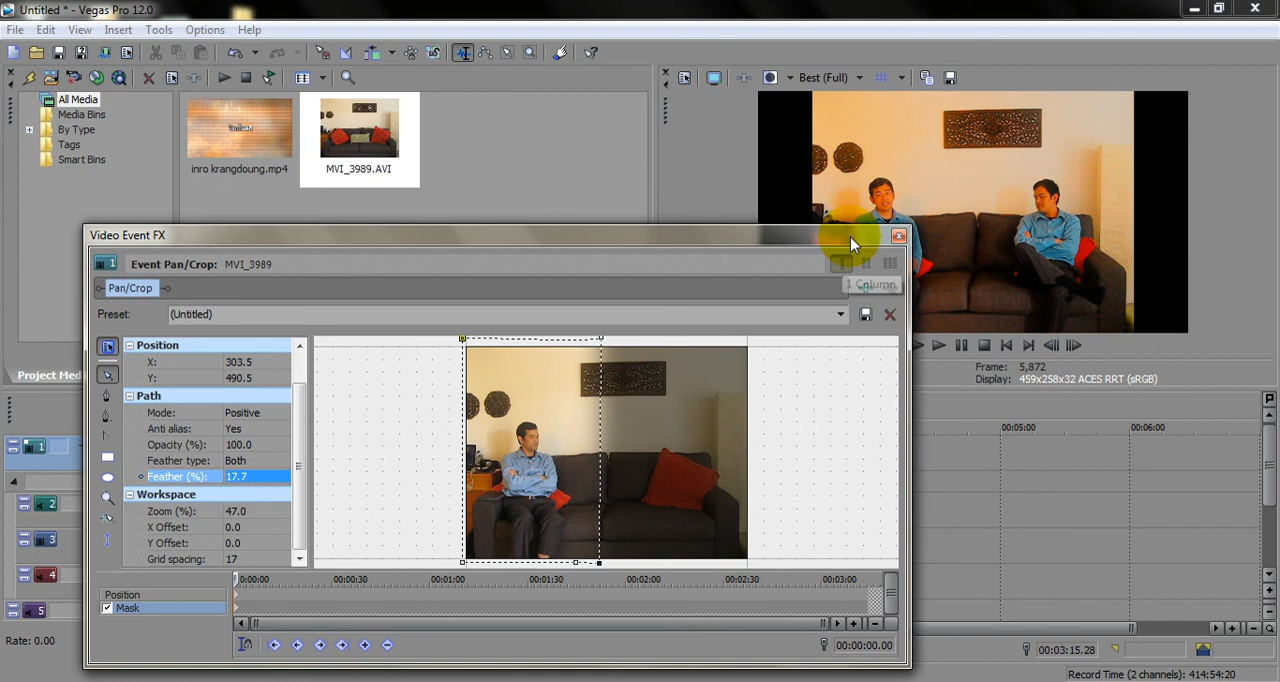 Untitled * - Vegas Pro 12.0
File Edit View Insert Tools Options Help
Best (Full)
All Media
Media Bins
By Type
Tags
Smart Bins
inro krangdoung.mp4
MVI_3989.AVI
Project Med
Video Event FX
1 Event Pan/Crop: MVI_3989
1 Column
Pan/Crop
Preset: (Untitled)
Position
X: 303.5
Y: 490.5
Path
Mode: Positive
Anti alias: Yes
Opacity (%): 100.0
Feather type: Both
Feather (%): 17.7
Workspace
Zoom (%): 47.0
X Offset: 0.0
Y Offset: 0.0
Grid spacing: 17
0:00:00 00:00:30 00:01:00 00:01:30 00:02:00 00:02:30 00:03:00
Position
Mask
00:00:00.00
Frame: 5,872
Display: 459x258x32 ACES RRT (sRGB)
00:05:00 00:06:00
1
2
3
4
5
Rate: 0.00
00:03:15.28
Record Time (2 channels): 414:54:20